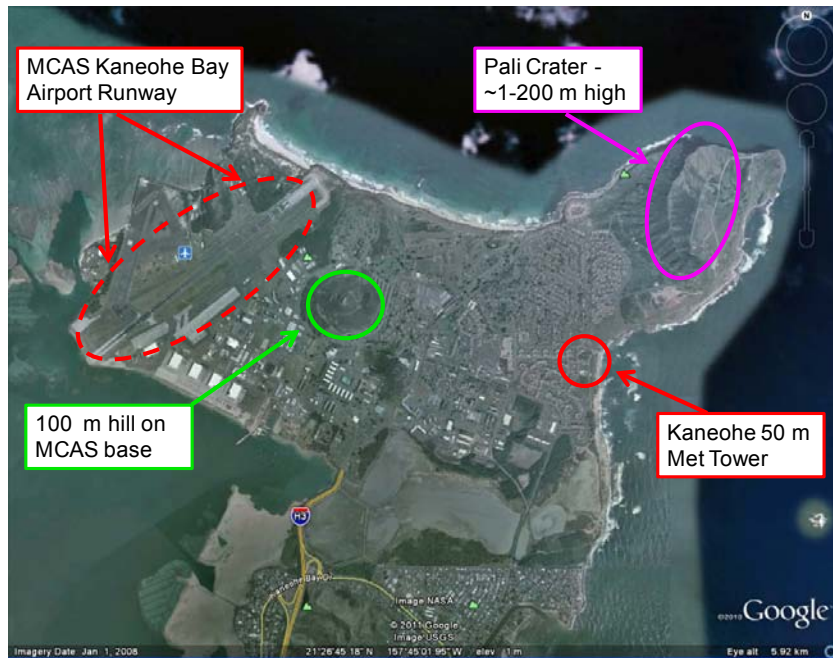 MCAS Kaneohe Bay
Airport Runway
Pali Crater -
~1-200 m high
N
100 m hill on
MCAS base
Kaneohe 50 m
Met Tower
H3
Kaneohe Bay Dr
Image NASA
© 2011 Google
Image USGS
©2010 Google
Imagery Date Jan 1, 2008
21°26'45.18" N 157°45'01.95" W elev 1 m
Eye alt 5.92 km